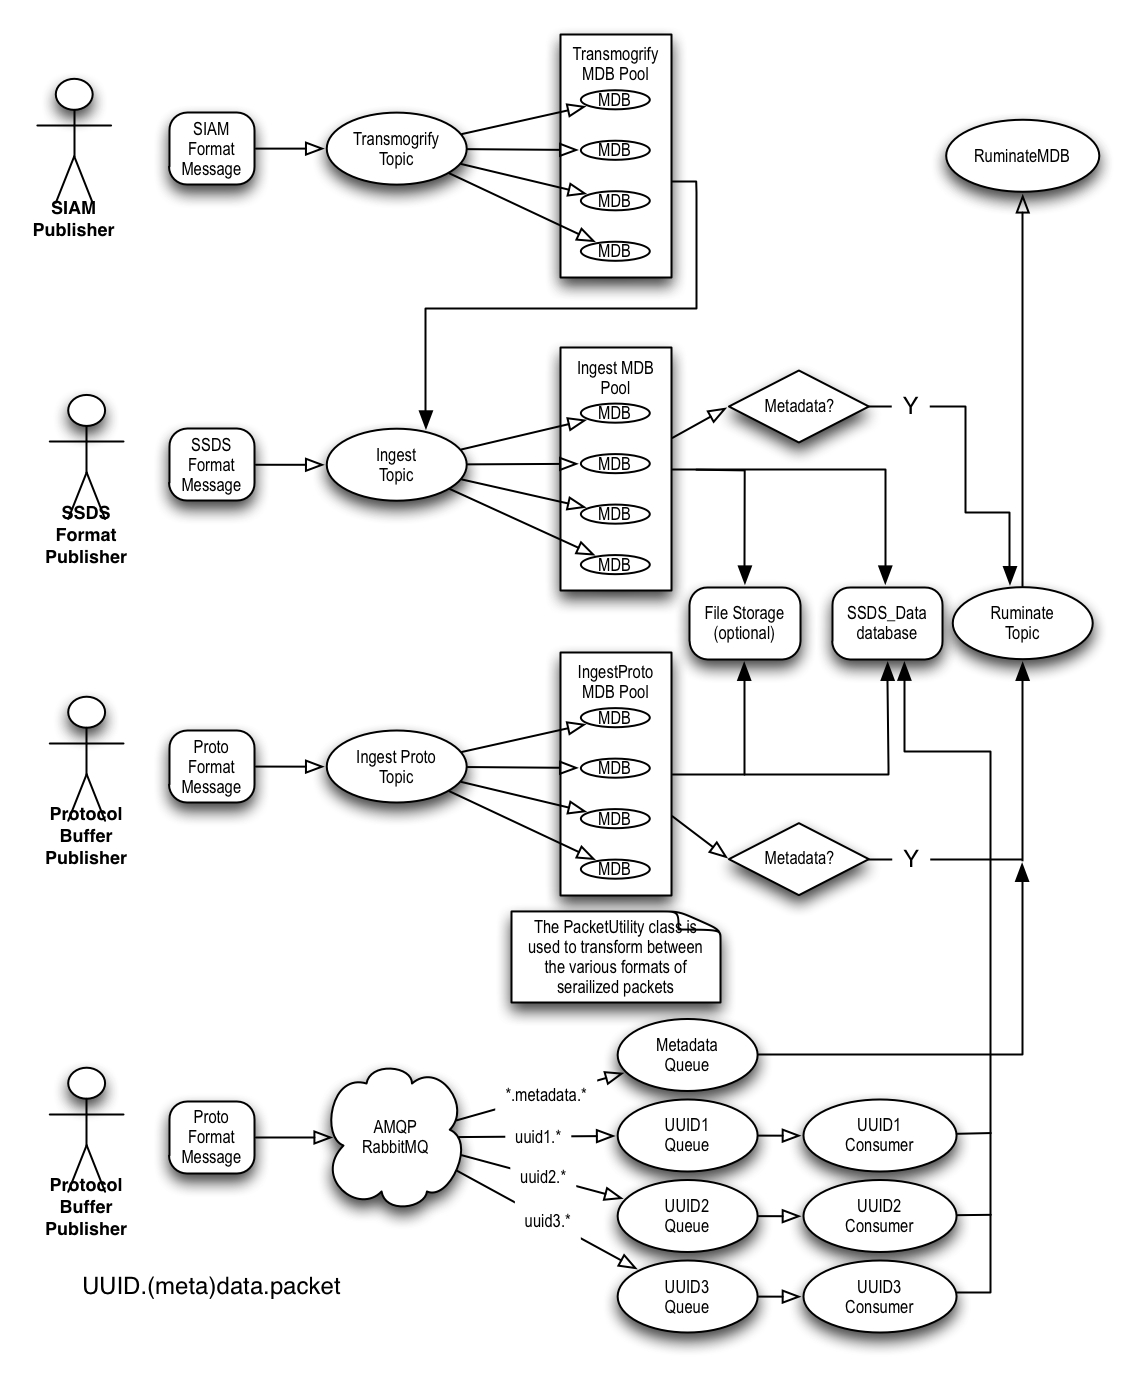 Transmogrify
MDB Pool
MDB
MDB
MDB
MDB
SIAM
Format
Message
Transmogrify
Topic
RuminateMDB
SIAM
Publisher
Ingest MDB
Pool
MDB
MDB
MDB
MDB
Metadata?
Y
SSDS
Format
Message
Ingest
Topic
SSDS
Format
Publisher
File Storage
(optional)
SSDS_Data
database
Ruminate
Topic
IngestProto
MDB Pool
MDB
MDB
MDB
MDB
Proto
Format
Message
Ingest Proto
Topic
Protocol
Buffer
Publisher
Metadata?
Y
The PacketUtility class is
used to transform between
the various formats of
serailized packets
Metadata
Queue
*.metadata.*
Proto
Format
Message
AMQP
RabbitMQ
uuid1.*
UUID1
Queue
UUID1
Consumer
Protocol
Buffer
Publisher
uuid2.*
UUID2
Queue
UUID2
Consumer
uuid3.*
UUID3
Queue
UUID3
Consumer
UUID.(meta)data.packet